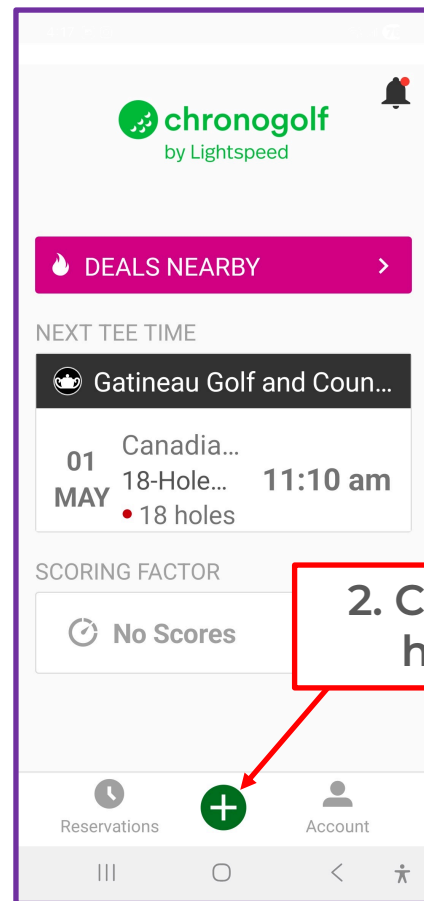 chronogolf
by Lightspeed
DEALS NEARBY
NEXT TEE TIME
Gatineau Golf and Coun...
01
MAY
Canadia...
18-Hole...
• 18 holes
11:10 am
SCORING FACTOR
No Scores
2. C
h
Reservations
Account